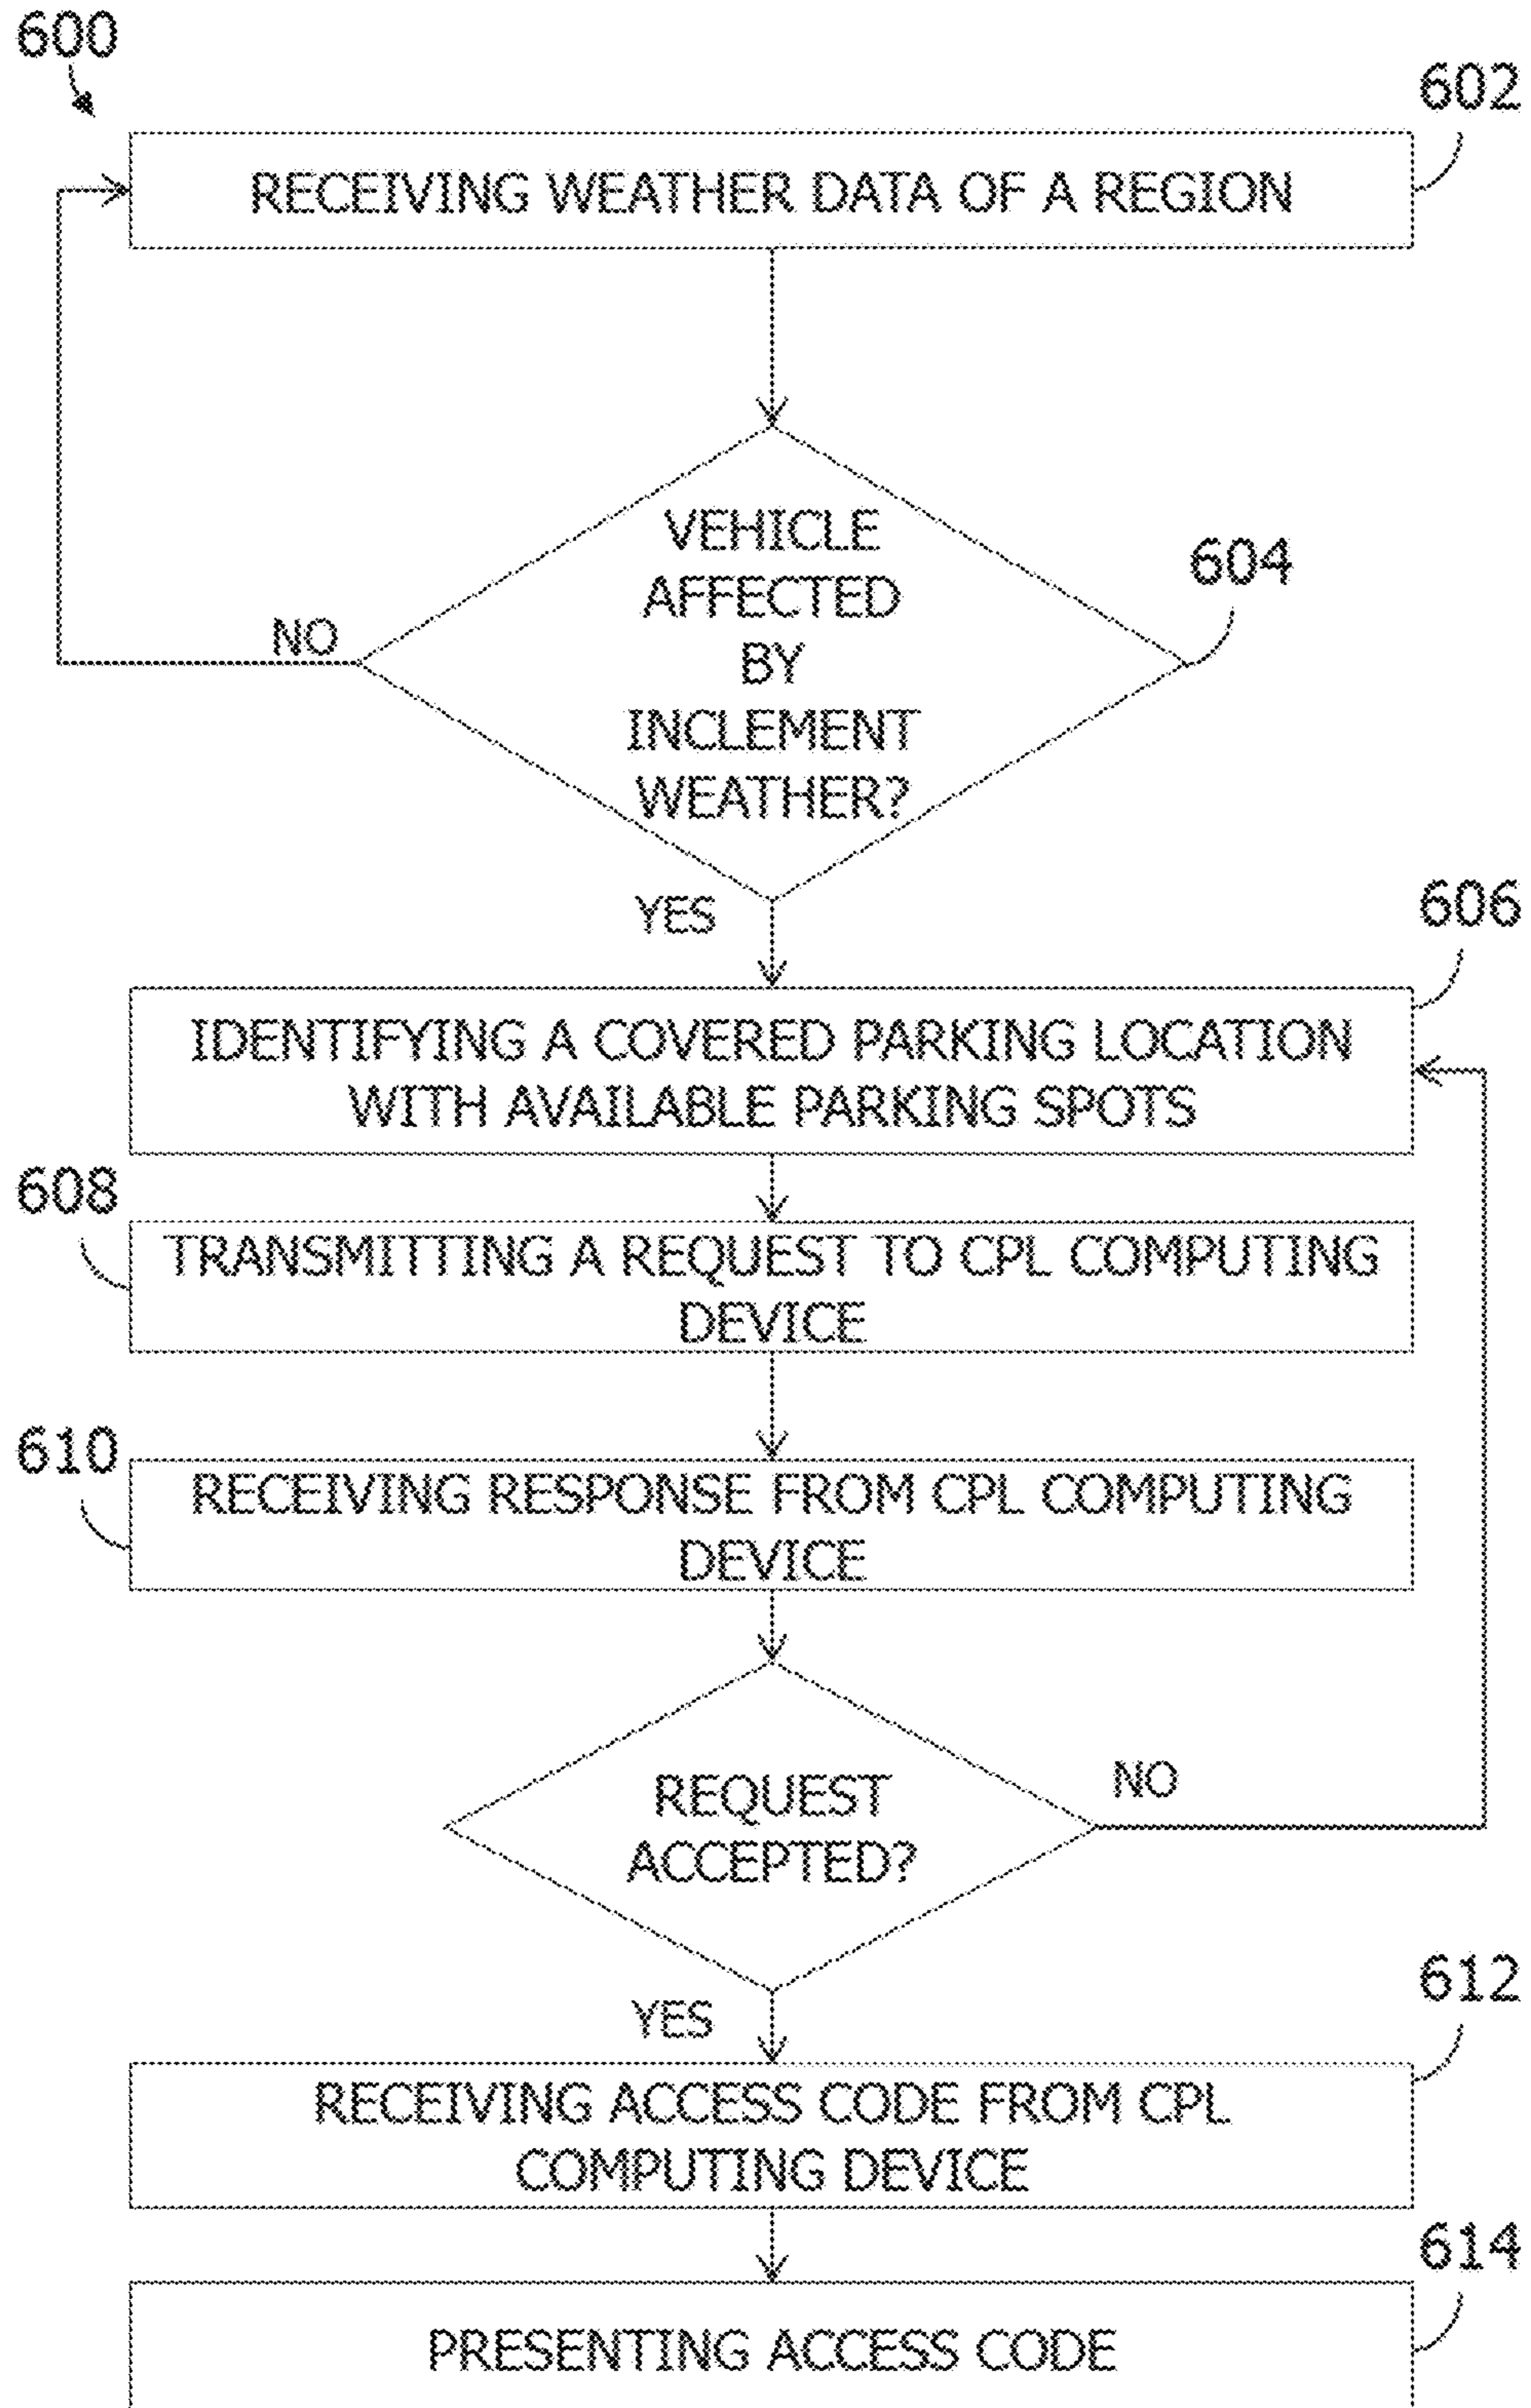 600
602
RECEIVING WEATHER DATA OF A REGION
VEHICLE
AFFECTED
BY
INCLEMENT
WEATHER?
604
NO
YES
606
IDENTIFYING A COVERED PARKING LOCATION
WITH AVAILABLE PARKING SPOTS
608
TRANSMITTING A REQUEST TO CPL COMPUTING
DEVICE
610
RECEIVING RESPONSE FROM CPL COMPUTING
DEVICE
REQUEST
ACCEPTED?
NO
YES
612
RECEIVING ACCESS CODE FROM CPL
COMPUTING DEVICE
614
PRESENTING ACCESS CODE